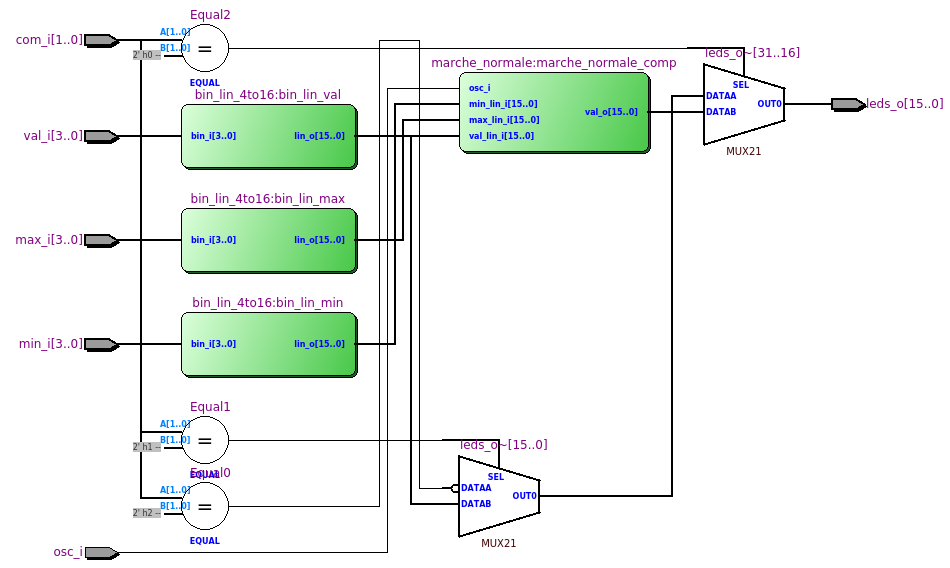 Equal2
com_i[1..0]
A[1..0]
B[1..0]
2' h0 --
=
EQUAL
leds_o~[31..16]
SEL
DATAA
DATAB
OUT0
MUX21
leds_o[15..0]
marche_normale:marche_normale_comp
osc_i
min_lin_i[15..0]
max_lin_i[15..0]
val_lin_i[15..0]
val_o[15..0]
bin_lin_4to16:bin_lin_val
val_i[3..0]
bin_i[3..0]
lin_o[15..0]
bin_lin_4to16:bin_lin_max
max_i[3..0]
bin_i[3..0]
lin_o[15..0]
bin_lin_4to16:bin_lin_min
min_i[3..0]
bin_i[3..0]
lin_o[15..0]
Equal1
A[1..0]
B[1..0]
2' h1 --
=
EQUAL
Equal0
A[1..0]
B[1..0]
2' h2 --
=
EQUAL
leds_o~[15..0]
SEL
DATAA
DATAB
OUT0
MUX21
osc_i